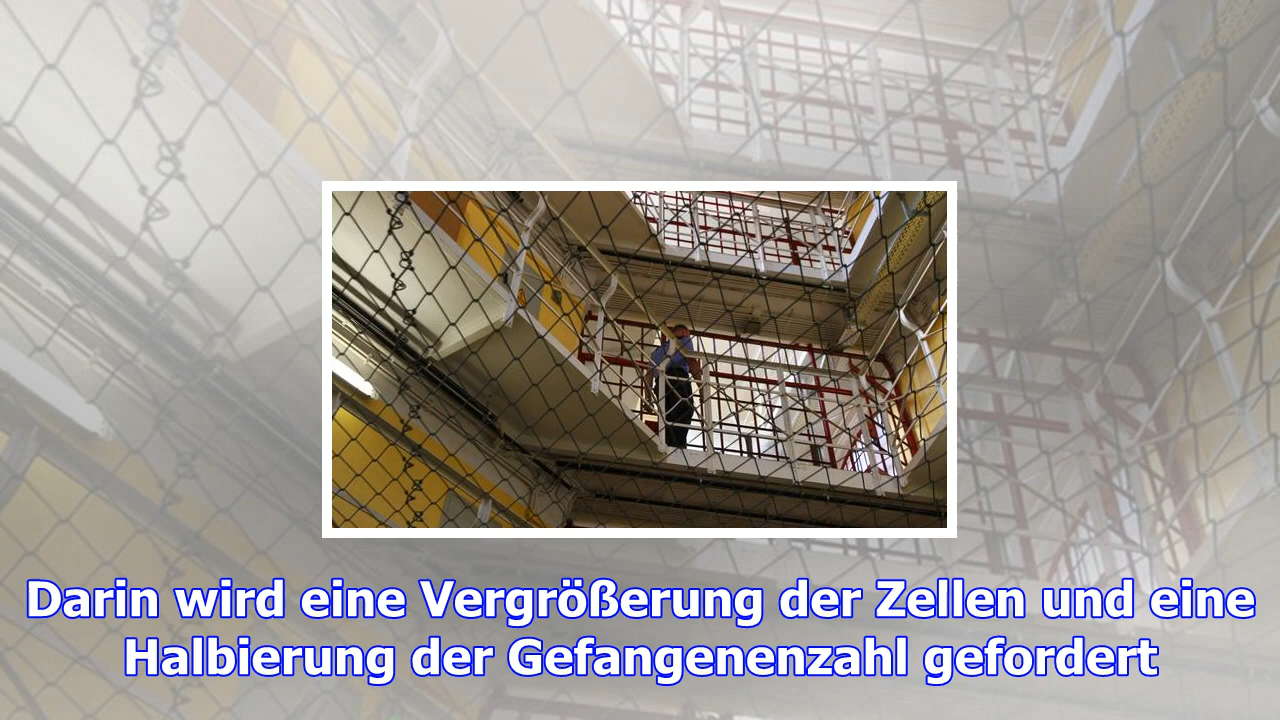 Darin wird eine Vergrößerung der Zellen und eine
Halbierung der Gefangenenzahl gefordert